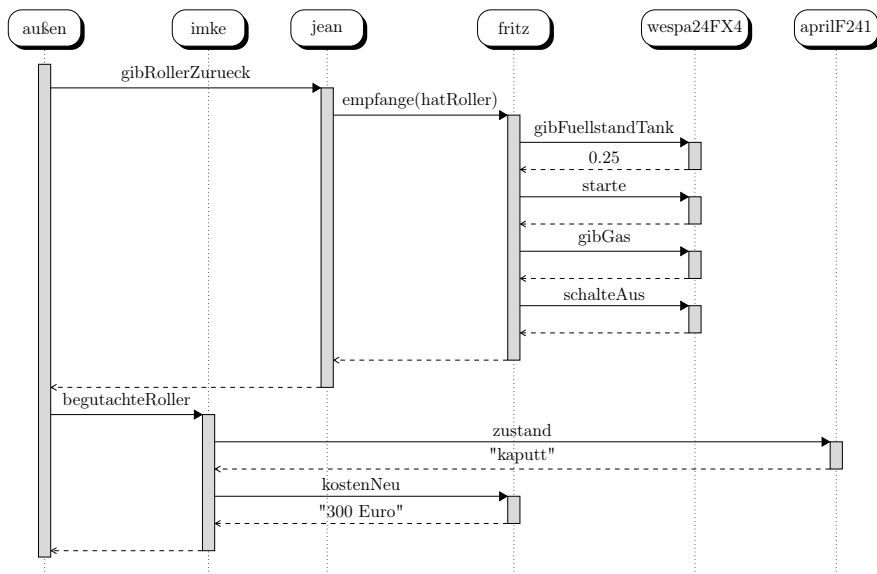 außen
imke
jean
fritz
wespa24FX4
aprilF241
gibRollerZurueck
empfange(hatRoller)
gibFuellstandTank
0.25
starte
gibGas
schalteAus
begutachteRoller
zustand
"kaputt"
kostenNeu
"300 Euro"